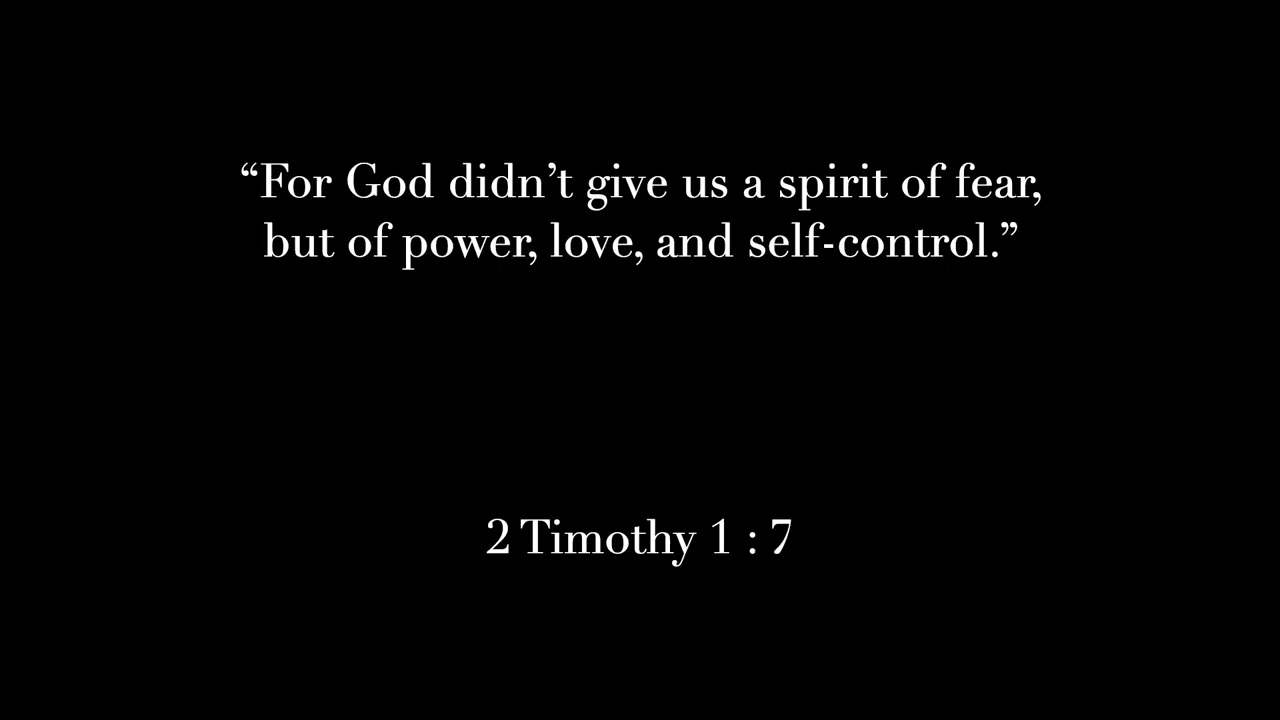 “For God didn’t give us a spirit of fear,
but of power, love, and self-control.”
2 Timothy 1 : 7